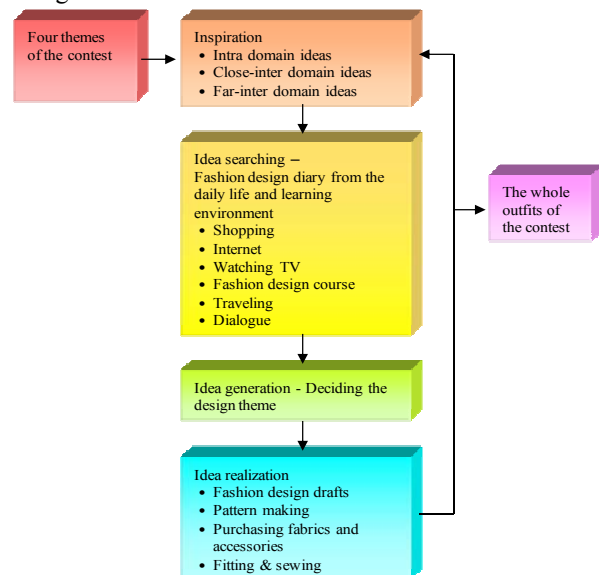 Four themes
of the contest
Inspiration
• Intra domain ideas
• Close-inter domain ideas
• Far-inter domain ideas
Idea searching –
Fashion design diary from the
daily life and learning
environment
• Shopping
• Internet
• Watching TV
• Fashion design course
• Traveling
• Dialogue
The whole
outfits of
the contest
Idea generation - Deciding the
design theme
Idea realization
• Fashion design drafts
• Pattern making
• Purchasing fabrics and
accessories
• Fitting & sewing